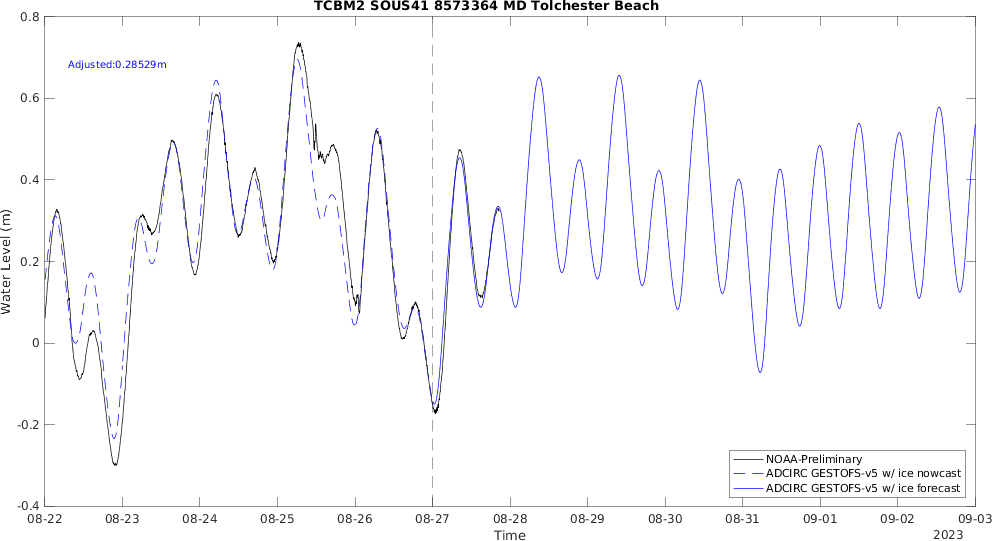 TCBM2 SOUS41 8573364 MD Tolchester Beach
Adjusted:0.28529m
0.8
0.6
0.4
0.2
0
-0.2
-0.4
Water Level (m)
NOAA-Preliminary
ADCIRC GESTOFS-v5 w/ ice nowcast
ADCIRC GESTOFS-v5 w/ ice forecast
08-22 08-23 08-24 08-25 08-26 08-27 08-28 08-29 08-30 08-31 09-01 09-02 09-03
Time
2023